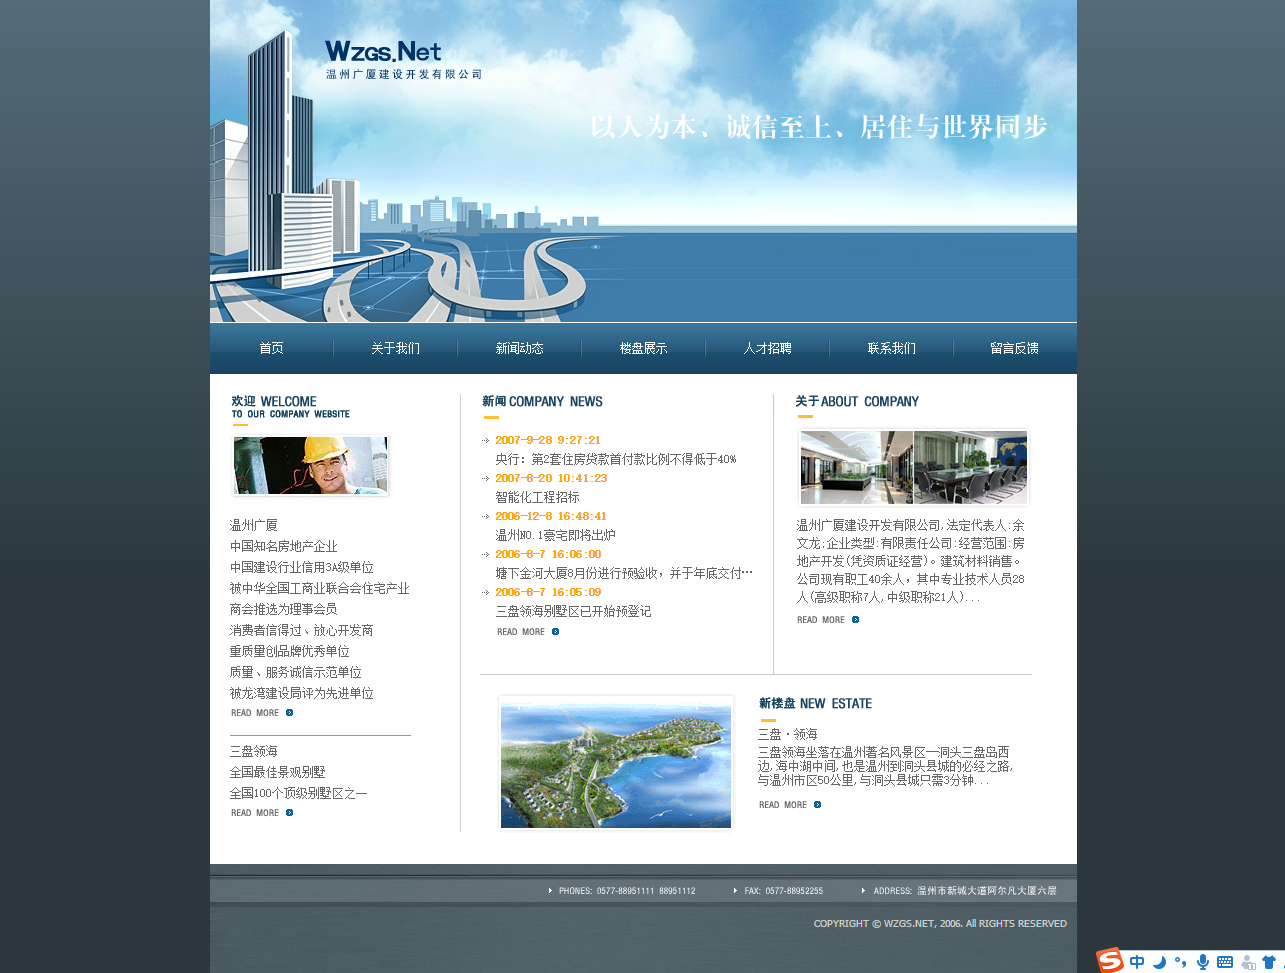 Wzgs.Net
温州广厦建设开发有限公司
以人为本、诚信至上、居住与世界同步
首页
关于我们
新闻动态
楼盘展示
人才招聘
联系我们
留言反馈
欢迎 WELCOME
TO OUR COMPANY WEBSITE
温州广厦
中国知名房地产企业
中国建设行业信用3A级单位
被中华全国工商业联合会住宅产业
商会推选为理事会员
消费者信得过、放心开发商
重质量创品牌优秀单位
质量、服务诚信示范单位
被龙湾建设局评为先进单位
READ MORE
三盘领海
全国最佳景观别墅
全国100个顶级别墅区之一
READ MORE
新闻 COMPANY NEWS
2007-9-28 9:27:21
央行：第2套住房贷款首付款比例不得低于40%
2007-6-20 10:41:23
智能化工程招标
2006-12-8 16:48:41
温州NO.1豪宅即将出炉
2006-6-7 16:06:00
塘下金河大厦8月份进行预验收，并于年底交付…
2006-6-7 16:05:09
三盘领海别墅区已开始预登记
READ MORE
关于 ABOUT COMPANY
温州广厦建设开发有限公司,法定代表人:余
文龙;企业类型:有限责任公司:经营范围:房
地产开发(凭资质证经营)。建筑材料销售。
公司现有职工40余人，其中专业技术人员28
人(高级职称7人,中级职称21人)...
READ MORE
新楼盘 NEW ESTATE
三盘·领海
三盘领海坐落在温州著名风景区—洞头三盘岛西
边,海中湖中间,也是温州到洞头县城的必经之路,
与温州市区50公里,与洞头县城只需3分钟...
READ MORE
PHONES: 0577-88951111 88951112
FAX: 0577-88952255
ADDRESS: 温州市新城大道阿尔凡大厦六层
COPYRIGHT © WZGS.NET, 2006. All RIGHTS RESERVED
中